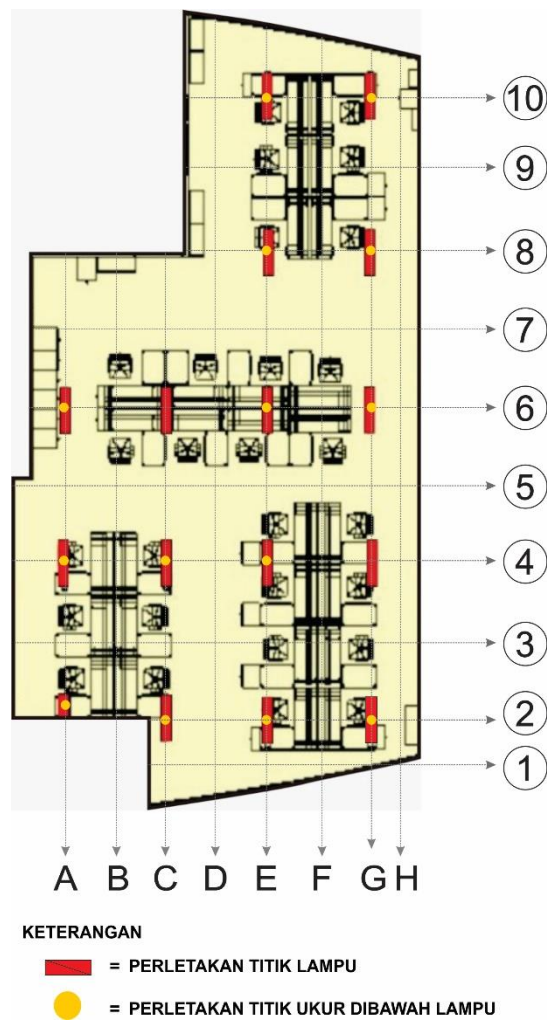 10
9
8
7
6
5
4
3
2
1
A B C D E F G H
KETERANGAN
= PERLETAKAN TITIK LAMPU
= PERLETAKAN TITIK UKUR DIBAWAH LAMPU